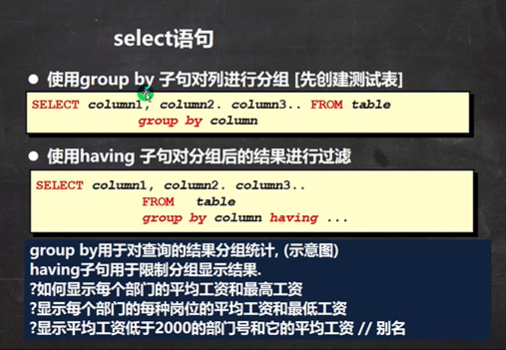 select语句
● 使用group by 子句对列进行分组 [先创建测试表]
SELECT column1, column2. column3.. FROM table
group by column
● 使用having 子句对分组后的结果进行过滤
SELECT column1, column2. column3..
FROM table
group by column having ...
group by用于对查询的结果分组统计, (示意图)
having子句用于限制分组显示结果.
?如何显示每个部门的平均工资和最高工资
?显示每个部门的每种岗位的平均工资和最低工资
?显示平均工资低于2000的部门号和它的平均工资 // 别名